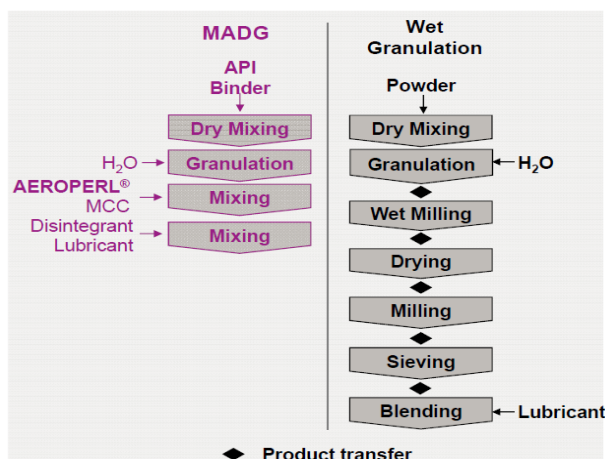 MADG
API
Binder
Dry Mixing
H₂O
Granulation
AEROPERL®
MCC
Mixing
Disintegrant
Lubricant
Mixing
Wet
Granulation
Powder
Dry Mixing
Granulation
H₂O
Wet Milling
Drying
Milling
Sieving
Blending
Lubricant
Product transfer